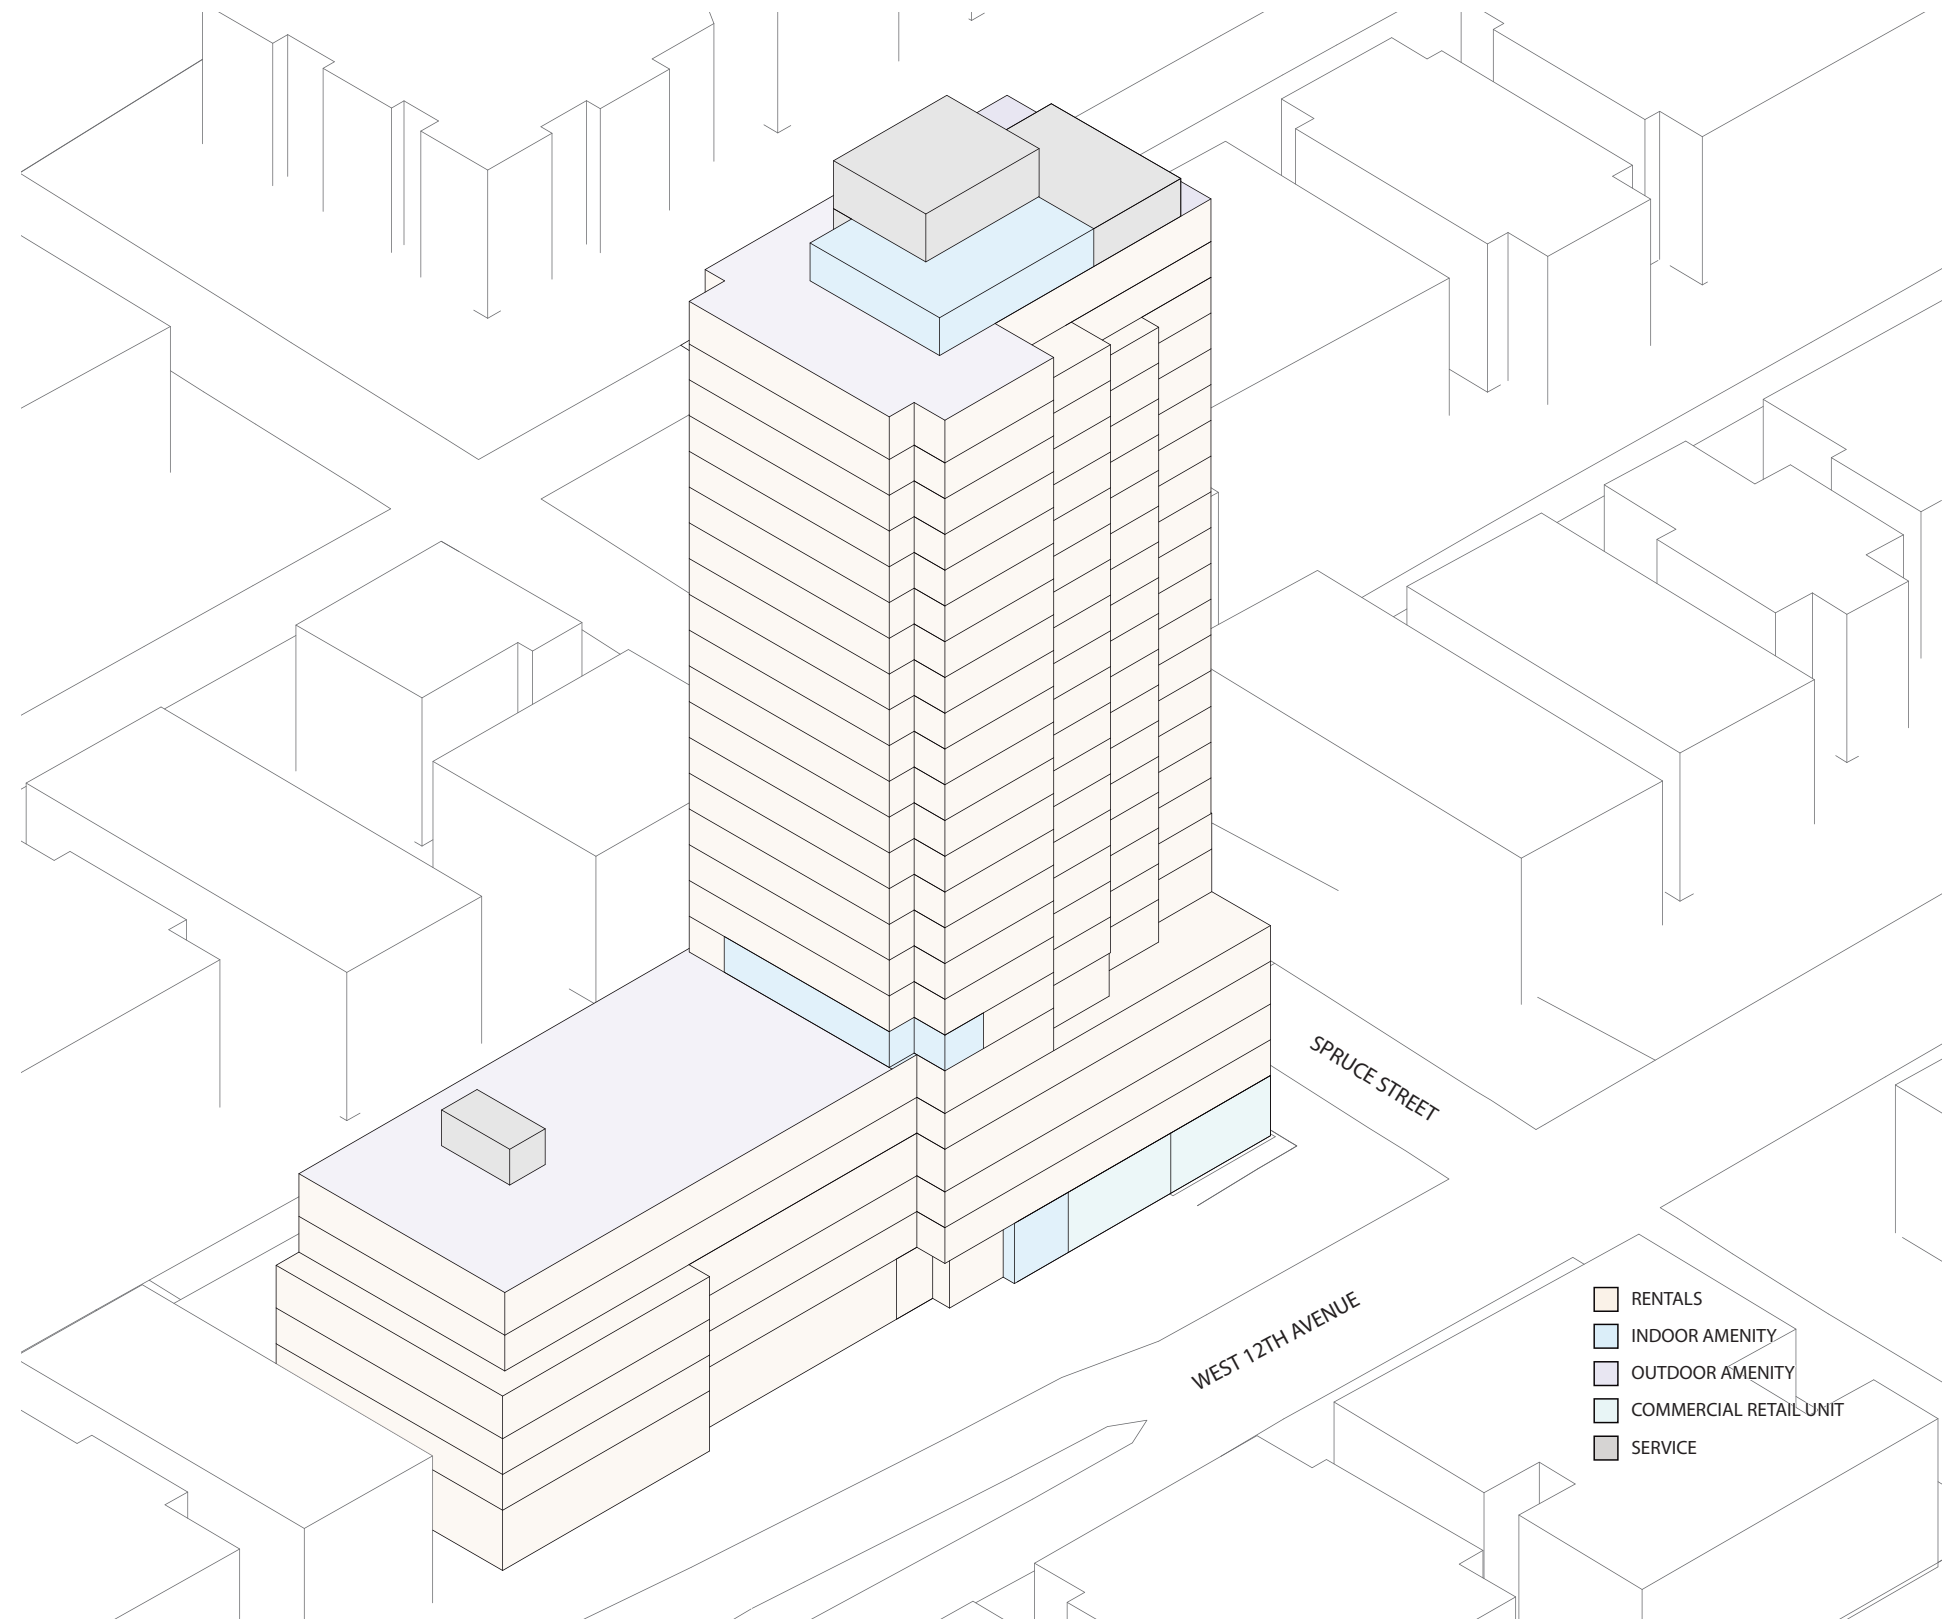 SPRUCE STREET
WEST 12TH AVENUE
RENTALS
INDOOR AMENITY
OUTDOOR AMENITY
COMMERCIAL RETAIL UNIT
SERVICE